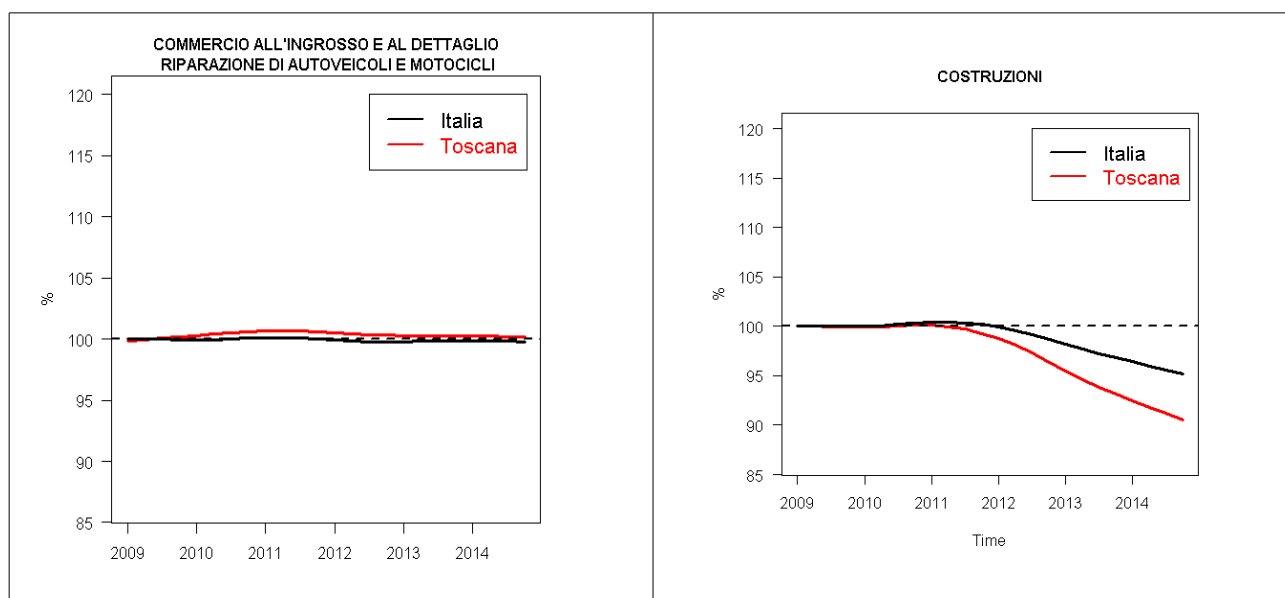 COMMERCIO ALL'INGROSSO E AL DETTAGLIO
RIPARAZIONE DI AUTOVEICOLI E MOTOCICLI
120
115
110
105
100
95
90
85
%
Italia
Toscana
2009 2010 2011 2012 2013 2014
COSTRUZIONI
120
115
110
105
100
95
90
85
%
Italia
Toscana
2009 2010 2011 2012 2013 2014
Time